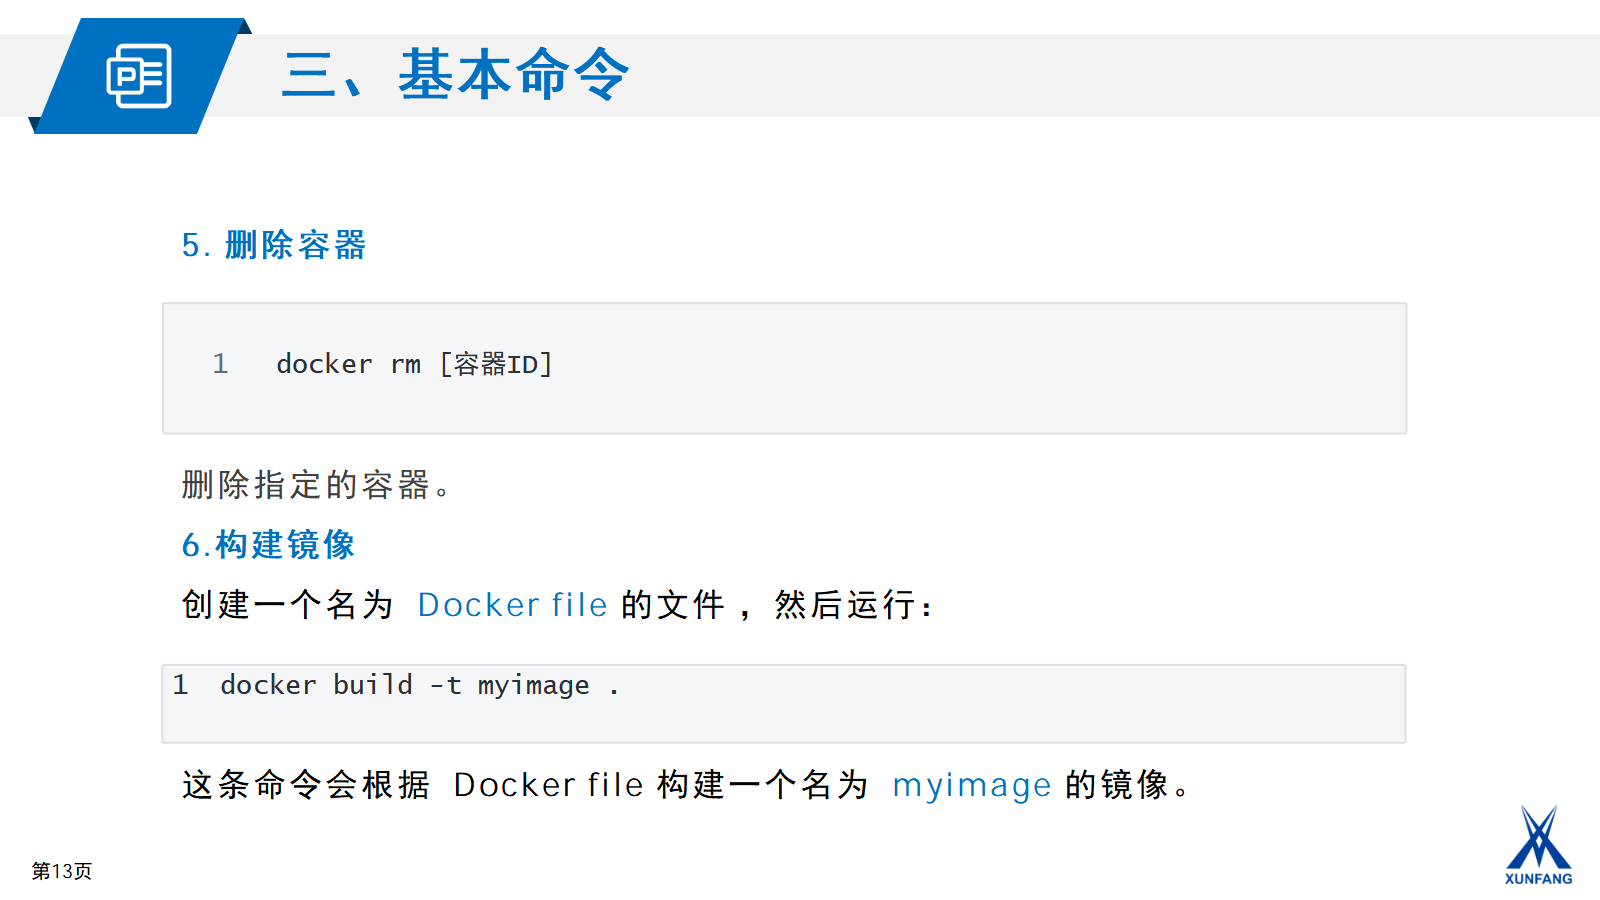 三、基本命令
5. 删除容器
1 docker rm [容器ID]
删除指定的容器。
6.构建镜像
创建一个名为 Docker file 的文件， 然后运行：
1 docker build -t myimage .
这条命令会根据 Docker file 构建一个名为 myimage 的镜像。
第13页
XUNFANG